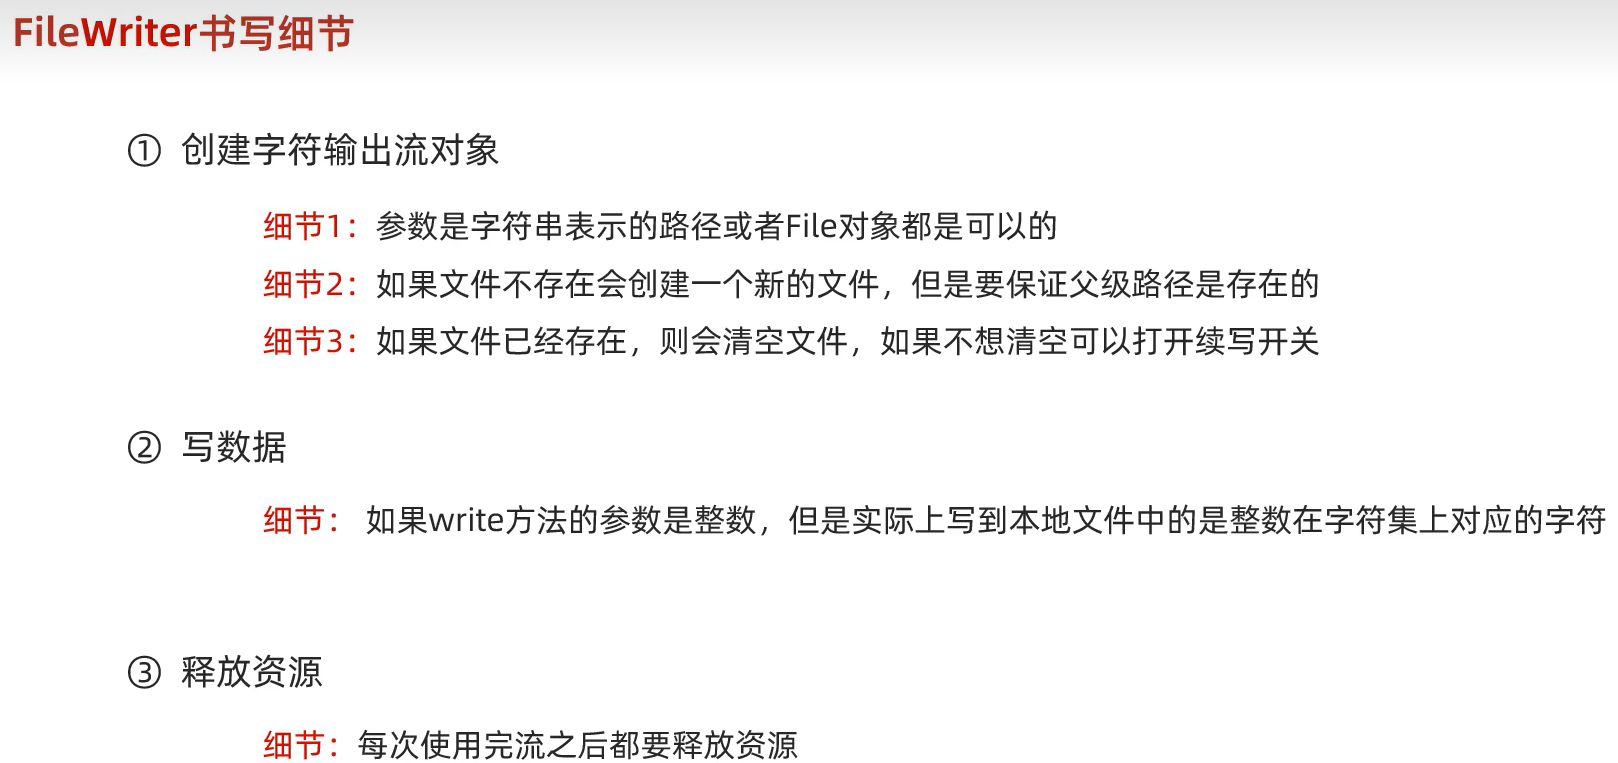 FileWriter书写细节
① 创建字符输出流对象
细节1：参数是字符串表示的路径或者File对象都是可以的
细节2：如果文件不存在会创建一个新的文件，但是要保证父级路径是存在的
细节3：如果文件已经存在，则会清空文件，如果不想清空可以打开续写开关
② 写数据
细节： 如果write方法的参数是整数，但是实际上写到本地文件中的是整数在字符集上对应的字符
③ 释放资源
细节：每次使用完流之后都要释放资源